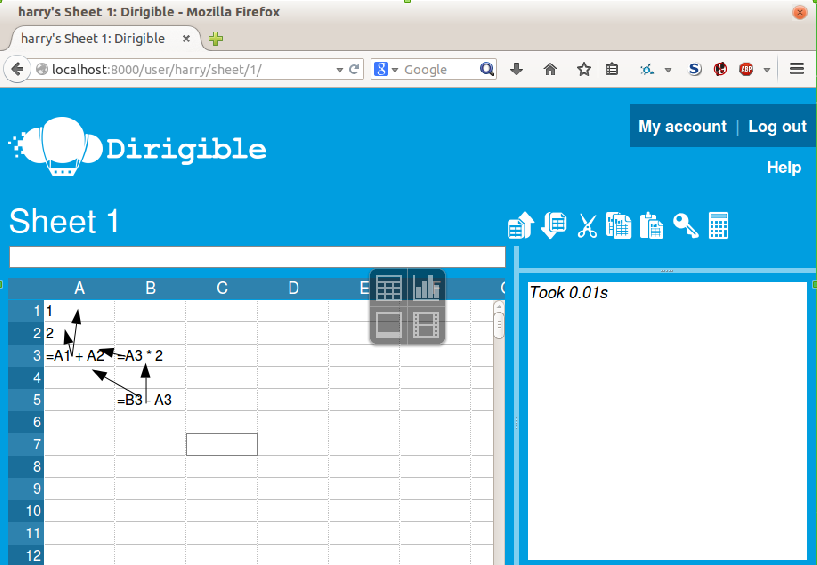 harry's Sheet 1: Dirigible - Mozilla Firefox
harry's Sheet 1: Dirigible
localhost:8000/user/harry/sheet/1/
Google
S
ABP
My account | Log out
Dirigible
Help
Sheet 1
A B C D E
Took 0.01s
1 1
2 2
3 =A1 + A2 =A3 * 2
4
5 =B3 - A3
6
7
8
9
10
11
12